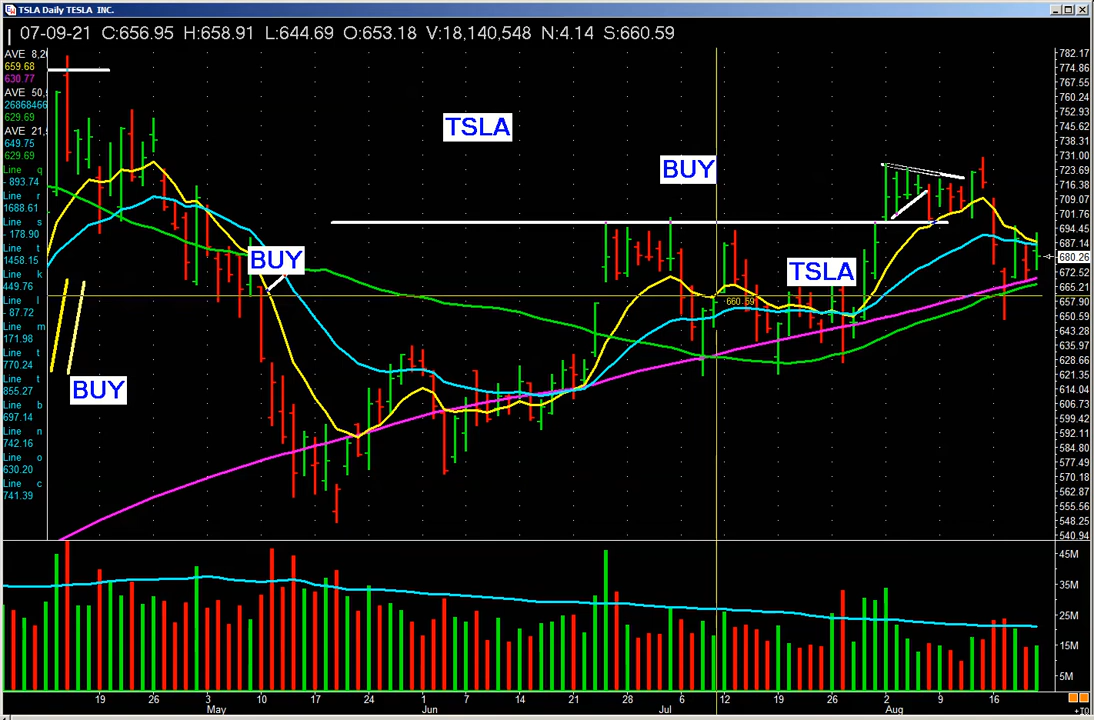 TSLA Daily TESLA INC.
07-09-21 C:656.95 H:658.91 L:644.69 O:653.18 V:18,140,548 N:4.14 S:660.59
AVE 8,20
659.68
630.77
AVE 50,
26868466
629.69
AVE 21,
649.75
629.69
Line q
- 893.74
Line r
1688.61
Line s
- 178.90
Line t
1458.15
Line k
449.76
Line l
- 87.72
Line m
171.98
Line t
770.24
Line t
855.27
Line b
697.14
Line n
742.16
Line o
630.20
Line c
741.39
TSLA
BUY
BUY
TSLA
BUY
660.59
782.17
774.86
767.55
760.24
752.93
745.62
738.31
731.00
723.69
716.38
709.07
701.76
694.45
687.14
680.26
672.52
665.21
657.90
650.59
643.28
635.97
628.66
621.35
614.04
606.73
599.42
592.11
584.80
577.49
570.18
562.87
555.56
548.25
540.94
45M
35M
25M
15M
5M
19 26 3 10 17 24 1 7 14 21 28 6 12 19 26 2 9 16
May Jun Jul Aug